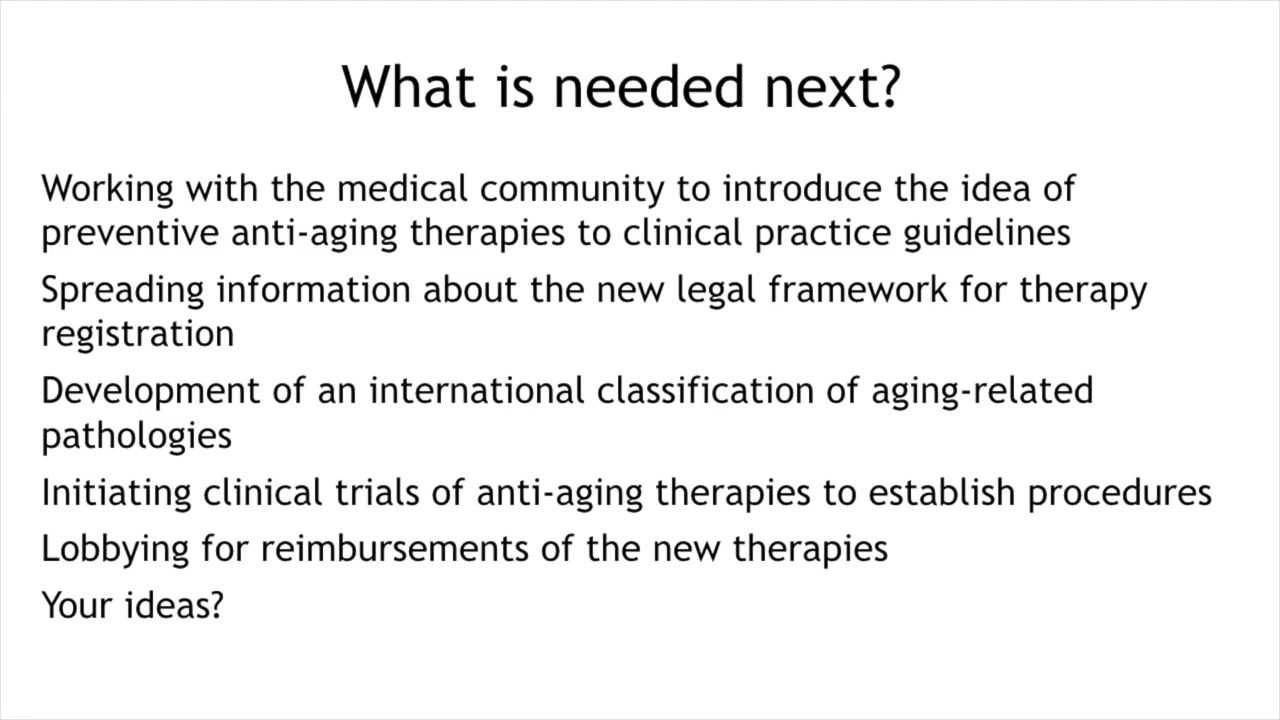 What is needed next?
Working with the medical community to introduce the idea of
preventive anti-aging therapies to clinical practice guidelines
Spreading information about the new legal framework for therapy
registration
Development of an international classification of aging-related
pathologies
Initiating clinical trials of anti-aging therapies to establish procedures
Lobbying for reimbursements of the new therapies
Your ideas?